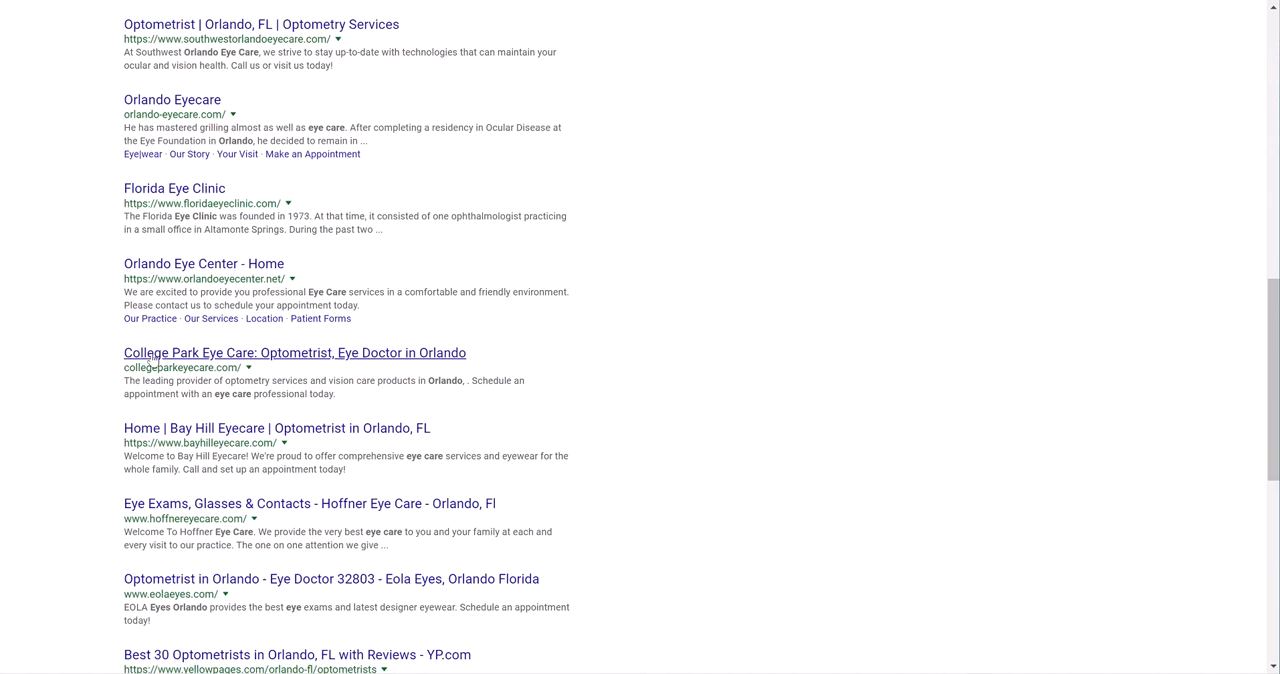 Optometrist | Orlando, FL | Optometry Services
https://www.southwestorlandoeyecare.com/
At Southwest Orlando Eye Care, we strive to stay up-to-date with technologies that can maintain your
ocular and vision health. Call us or visit us today!
Orlando Eyecare
orlando-eyecare.com/
He has mastered grilling almost as well as eye care. After completing a residency in Ocular Disease at
the Eye Foundation in Orlando, he decided to remain in ...
Eye|wear · Our Story · Your Visit · Make an Appointment
Florida Eye Clinic
https://www.floridaeyeclinic.com/
The Florida Eye Clinic was founded in 1973. At that time, it consisted of one ophthalmologist practicing
in a small office in Altamonte Springs. During the past two ...
Orlando Eye Center - Home
https://www.orlandoeyecenter.net/
We are excited to provide you professional Eye Care services in a comfortable and friendly environment.
Please contact us to schedule your appointment today.
Our Practice · Our Services · Location · Patient Forms
College Park Eye Care: Optometrist, Eye Doctor in Orlando
collegeparkeyecare.com/
The leading provider of optometry services and vision care products in Orlando, . Schedule an
appointment with an eye care professional today.
Home | Bay Hill Eyecare | Optometrist in Orlando, FL
https://www.bayhilleyecare.com/
Welcome to Bay Hill Eyecare! We're proud to offer comprehensive eye care services and eyewear for the
whole family. Call and set up an appointment today!
Eye Exams, Glasses & Contacts - Hoffner Eye Care - Orlando, Fl
www.hoffnereyecare.com/
Welcome To Hoffner Eye Care. We provide the very best eye care to you and your family at each and
every visit to our practice. The one on one attention we give ...
Optometrist in Orlando - Eye Doctor 32803 - Eola Eyes, Orlando Florida
www.eolaeyes.com/
EOLA Eyes Orlando provides the best eye exams and latest designer eyewear. Schedule an appointment
today!
Best 30 Optometrists in Orlando, FL with Reviews - YP.com
https://www.yellowpages.com/orlando-fl/optometrists